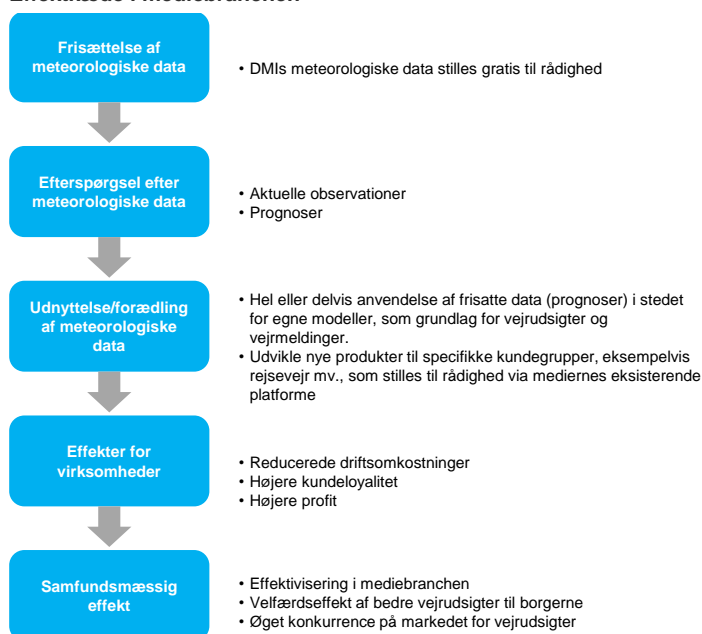 Effektkæde i mediebranchen
Frisættelse af
meteorologiske data
• DMIs meteorologiske data stilles gratis til rådighed
Efterspørgsel efter
meteorologiske data
• Aktuelle observationer
• Prognoser
Udnyttelse/forædling
af meteorologiske
data
• Hel eller delvis anvendelse af frisatte data (prognoser) i stedet
for egne modeller, som grundlag for vejrudsigter og
vejrmeldinger.
• Udvikle nye produkter til specifikke kundegrupper, eksempelvis
rejsevejr mv., som stilles til rådighed via mediernes eksisterende
platforme
Effekter for
virksomheder
• Reducerede driftsomkostninger
• Højere kundeloyalitet
• Højere profit
Samfundsmæssig
effekt
• Effektivisering i mediebranchen
• Velfærdseffekt af bedre vejrudsigter til borgerne
• Øget konkurrence på markedet for vejrudsigter